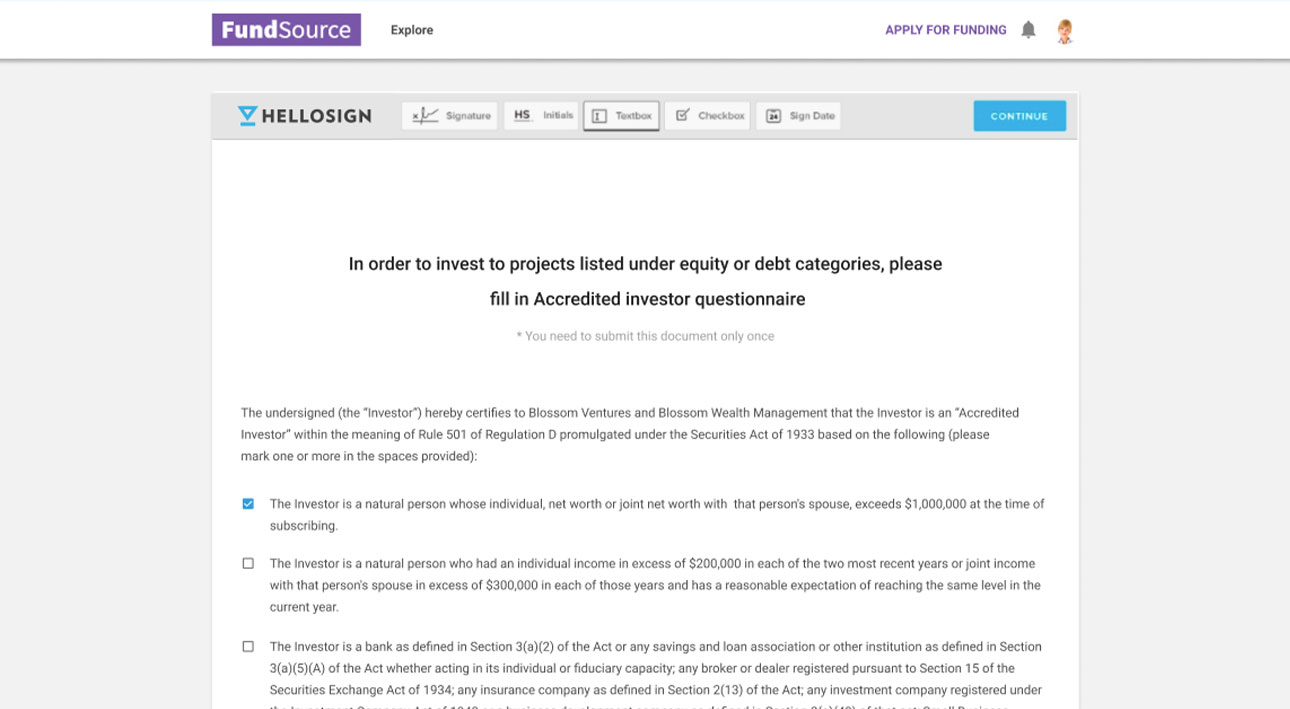 FundSource
Explore
APPLY FOR FUNDING
HELLOSIGN
Signature
HS Initials
Textbox
Checkbox
24 Sign Date
CONTINUE
In order to invest to projects listed under equity or debt categories, please
fill in Accredited investor questionnaire
* You need to submit this document only once
The undersigned (the “Investor”) hereby certifies to Blossom Ventures and Blossom Wealth Management that the Investor is an “Accredited
Investor” within the meaning of Rule 501 of Regulation D promulgated under the Securities Act of 1933 based on the following (please
mark one or more in the spaces provided):
The Investor is a natural person whose individual, net worth or joint net worth with that person's spouse, exceeds $1,000,000 at the time of
subscribing.
The Investor is a natural person who had an individual income in excess of $200,000 in each of the two most recent years or joint income
with that person's spouse in excess of $300,000 in each of those years and has a reasonable expectation of reaching the same level in the
current year.
The Investor is a bank as defined in Section 3(a)(2) of the Act or any savings and loan association or other institution as defined in Section
3(a)(5)(A) of the Act whether acting in its individual or fiduciary capacity; any broker or dealer registered pursuant to Section 15 of the
Securities Exchange Act of 1934; any insurance company as defined in Section 2(13) of the Act; any investment company registered under